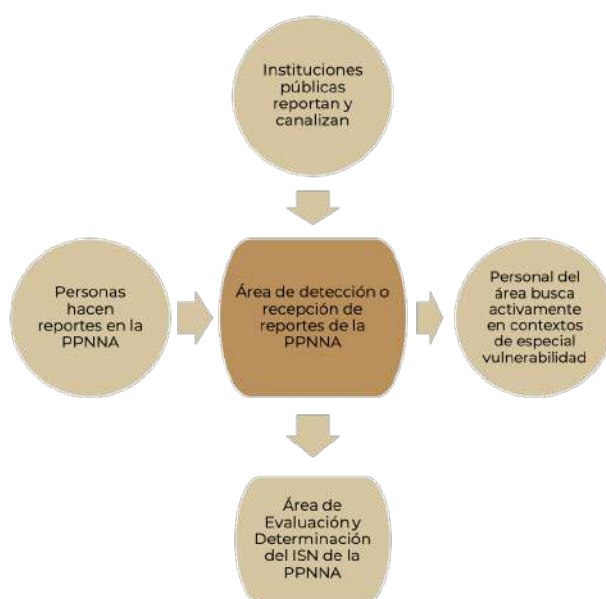 Instituciones
públicas
reportan y
canalizan
Personas
hacen
reportes en la
PPNNA
Área de detección o
recepción de
reportes de la
PPNNA
Personal del
área busca
activamente
en contextos
de especial
vulnerabilidad
Área de
Evaluación y
Determinación
del ISN de la
PPNNA